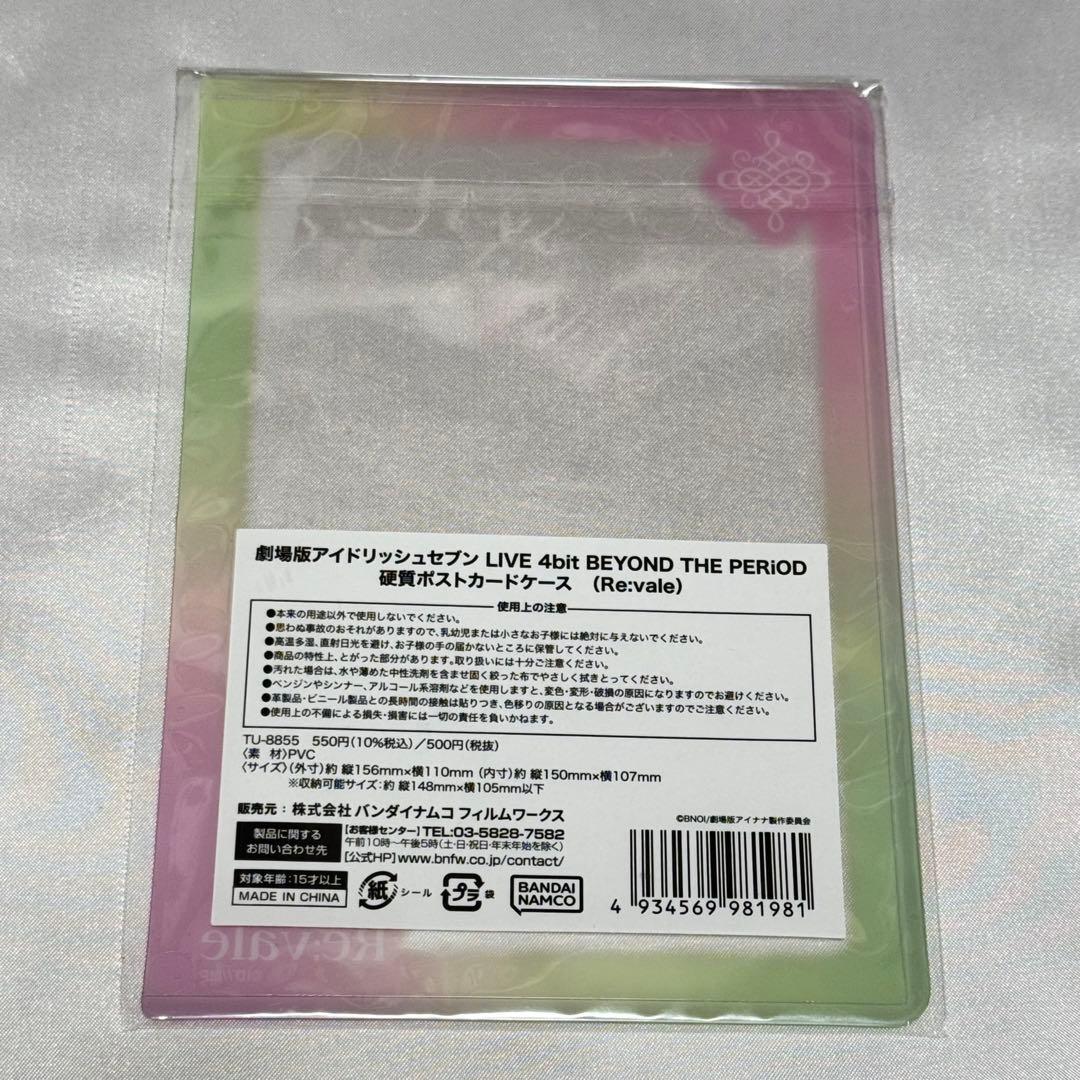 劇場版アイドリッシュセブン LIVE 4bit BEYOND THE PERiOD
硬質ポストカードケース （Re:vale）
使用上の注意
●本来の用途以外で使用しないでください。
●思わぬ事故のおそれがありますので、乳幼児または小さなお子様には絶対に与えないでください。
●高温多湿、直射日光を避け、お子様の手の届かないところに保管してください。
●商品の特性上、とがった部分があります。取り扱いには十分ご注意ください。
●汚れた場合は、水や薄めた中性洗剤を含ませ固く絞った布でやさしく拭きとってください。
●ベンジンやシンナー、アルコール系溶剤などを使用しますと、変色・変形・破損の原因になりますのでお避けください。
●革製品・ビニール製品との長時間の接触は貼りつき、色移りの原因となる場合がございますのでご注意ください。
●使用上の不備による損失・損害には一切の責任を負いかねます。
TU-8855 550円（10%税込）／500円（税抜）
〈素 材〉PVC
〈サイズ〉（外寸）約 縦156mm×横110mm （内寸）約 縦150mm×横107mm
※収納可能サイズ：約 縦148mm×横105mm以下
販売元：株式会社 バンダイナムコ フィルムワークス
©BNOI/劇場版アイナナ製作委員会
製品に関する
お問い合わせ先
【お客様センター】TEL:03-5828-7582
午前10時～午後5時（土・日・祝日・年末年始を除く）
【公式HP】www.bnfw.co.jp/contact/
対象年齢：15才以上
MADE IN CHINA
紙 シール
プラ 袋
BANDAI
NAMCO
4 934569 981981
Re:vale